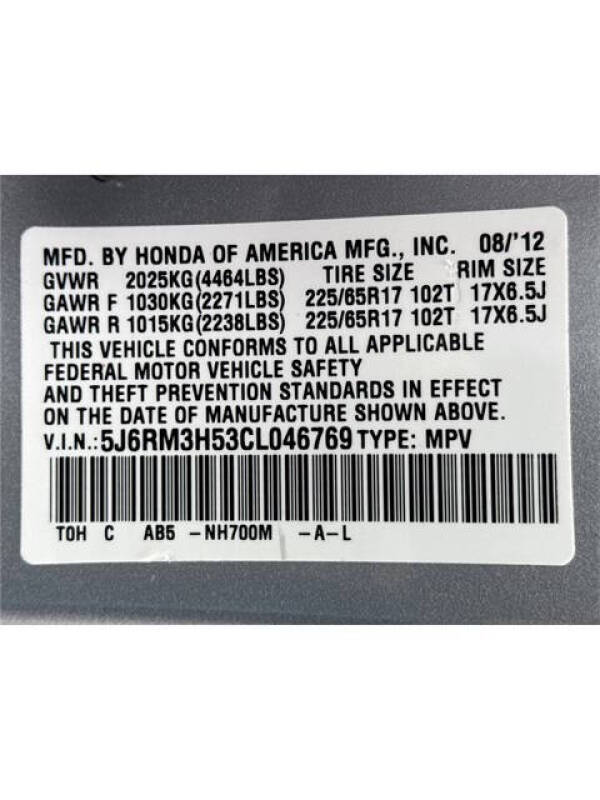 MFD. BY HONDA OF AMERICA MFG., INC. 08/'12
GVWR 2025KG(4464LBS) TIRE SIZE RIM SIZE
GAWR F 1030KG(2271LBS) 225/65R17 102T 17X6.5J
GAWR R 1015KG(2238LBS) 225/65R17 102T 17X6.5J
THIS VEHICLE CONFORMS TO ALL APPLICABLE
FEDERAL MOTOR VEHICLE SAFETY
AND THEFT PREVENTION STANDARDS IN EFFECT
ON THE DATE OF MANUFACTURE SHOWN ABOVE.
V.I.N.:5J6RM3H53CL046769 TYPE: MPV
TOH C AB5 -NH700M -A-L